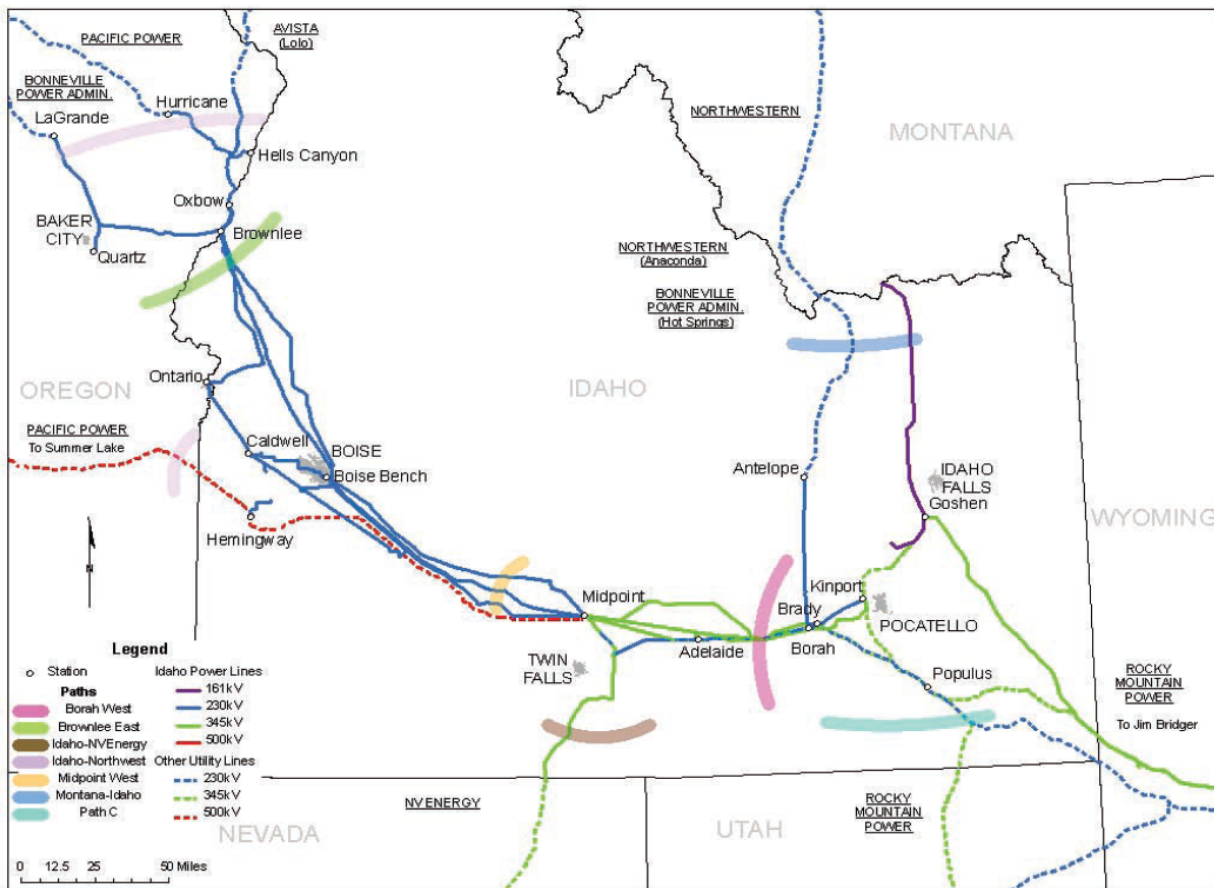 PACIFIC POWER
AVISTA
(Lolo)
BONNEVILLE
POWER ADMIN.
LaGrande
Hurricane
Hells Canyon
Oxbow
BAKER
CITY
Quartz
Brownlee
NORTHWESTERN
MONTANA
NORTHWESTERN
(Anaconda)
BONNEVILLE
POWER ADMIN.
(Hot Springs)
OREGON
Ontario
IDAHO
PACIFIC POWER
To Summer Lake
Caldwell
BOISE
Boise Bench
Hemingway
Antelope
IDAHO
FALLS
Goshen
WYOMING
N
Midpoint
Kinport
Brady
POCATELLO
Adelaide
Borah
TWIN
FALLS
Populus
ROCKY
MOUNTAIN
POWER
To Jim Bridger
Legend
Station
Paths
Borah West
Brownlee East
Idaho-NVEnergy
Idaho-Northwest
Midpoint West
Montana-Idaho
Path C
Idaho Power Lines
161kV
230kV
345kV
500kV
Other Utility Lines
230kV
345kV
500kV
NV ENERGY
NEVADA
UTAH
ROCKY
MOUNTAIN
POWER
0 12.5 25 50 Miles